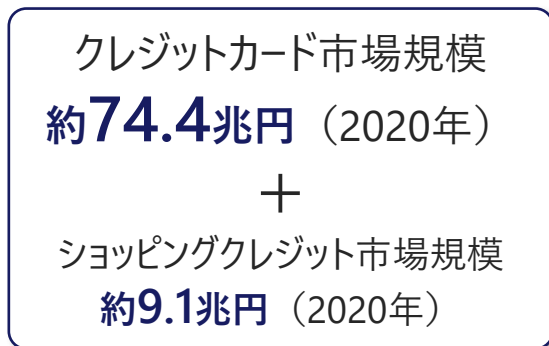 クレジットカード市場規模
約74.4兆円（2020年）
＋
ショッピングクレジット市場規模
約9.1兆円（2020年）